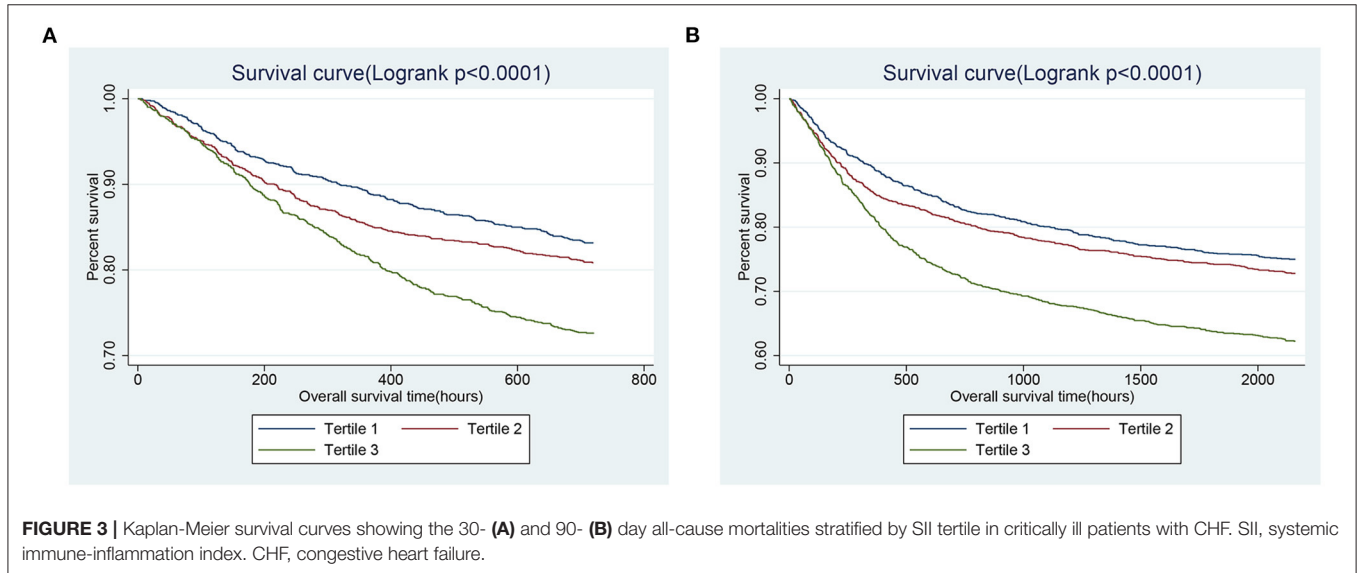 A
Survival curve(Logrank p<0.0001)
Percent survival
1.00
0.90
0.80
0.70
0 200 400 600 800
Overall survival time(hours)
Tertile 1 Tertile 2
Tertile 3
B
Survival curve(Logrank p<0.0001)
Percent survival
1.00
0.90
0.80
0.70
0.60
0 500 1000 1500 2000
Overall survival time(hours)
Tertile 1 Tertile 2
Tertile 3
FIGURE 3 | Kaplan-Meier survival curves showing the 30- (A) and 90- (B) day all-cause mortalities stratified by SII tertile in critically ill patients with CHF. SII, systemic
immune-inflammation index. CHF, congestive heart failure.